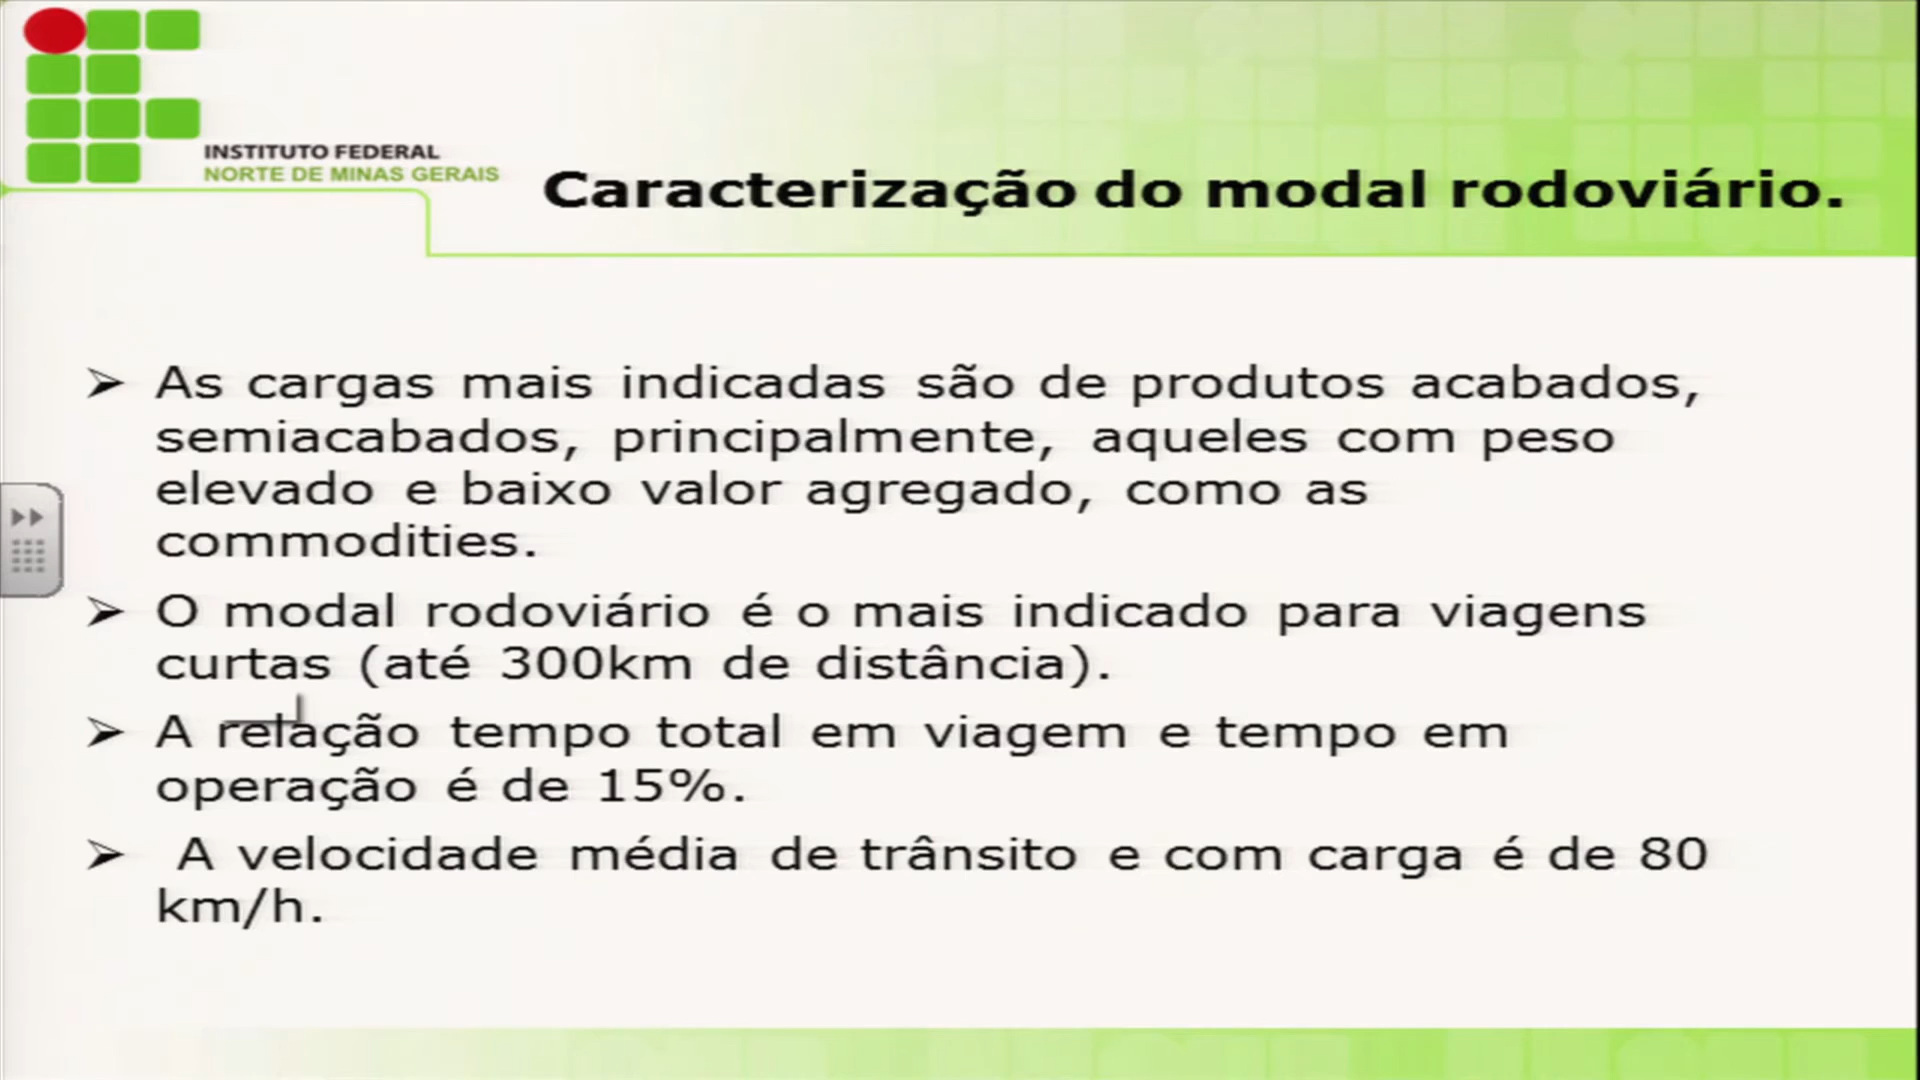 INSTITUTO FEDERAL
NORTE DE MINAS GERAIS
Caracterização do modal rodoviário.
➢ As cargas mais indicadas são de produtos acabados,
semiacabados, principalmente, aqueles com peso
elevado e baixo valor agregado, como as
commodities.
➢ O modal rodoviário é o mais indicado para viagens
curtas (até 300km de distância).
➢ A relação tempo total em viagem e tempo em
operação é de 15%.
➢ A velocidade média de trânsito e com carga é de 80
km/h.